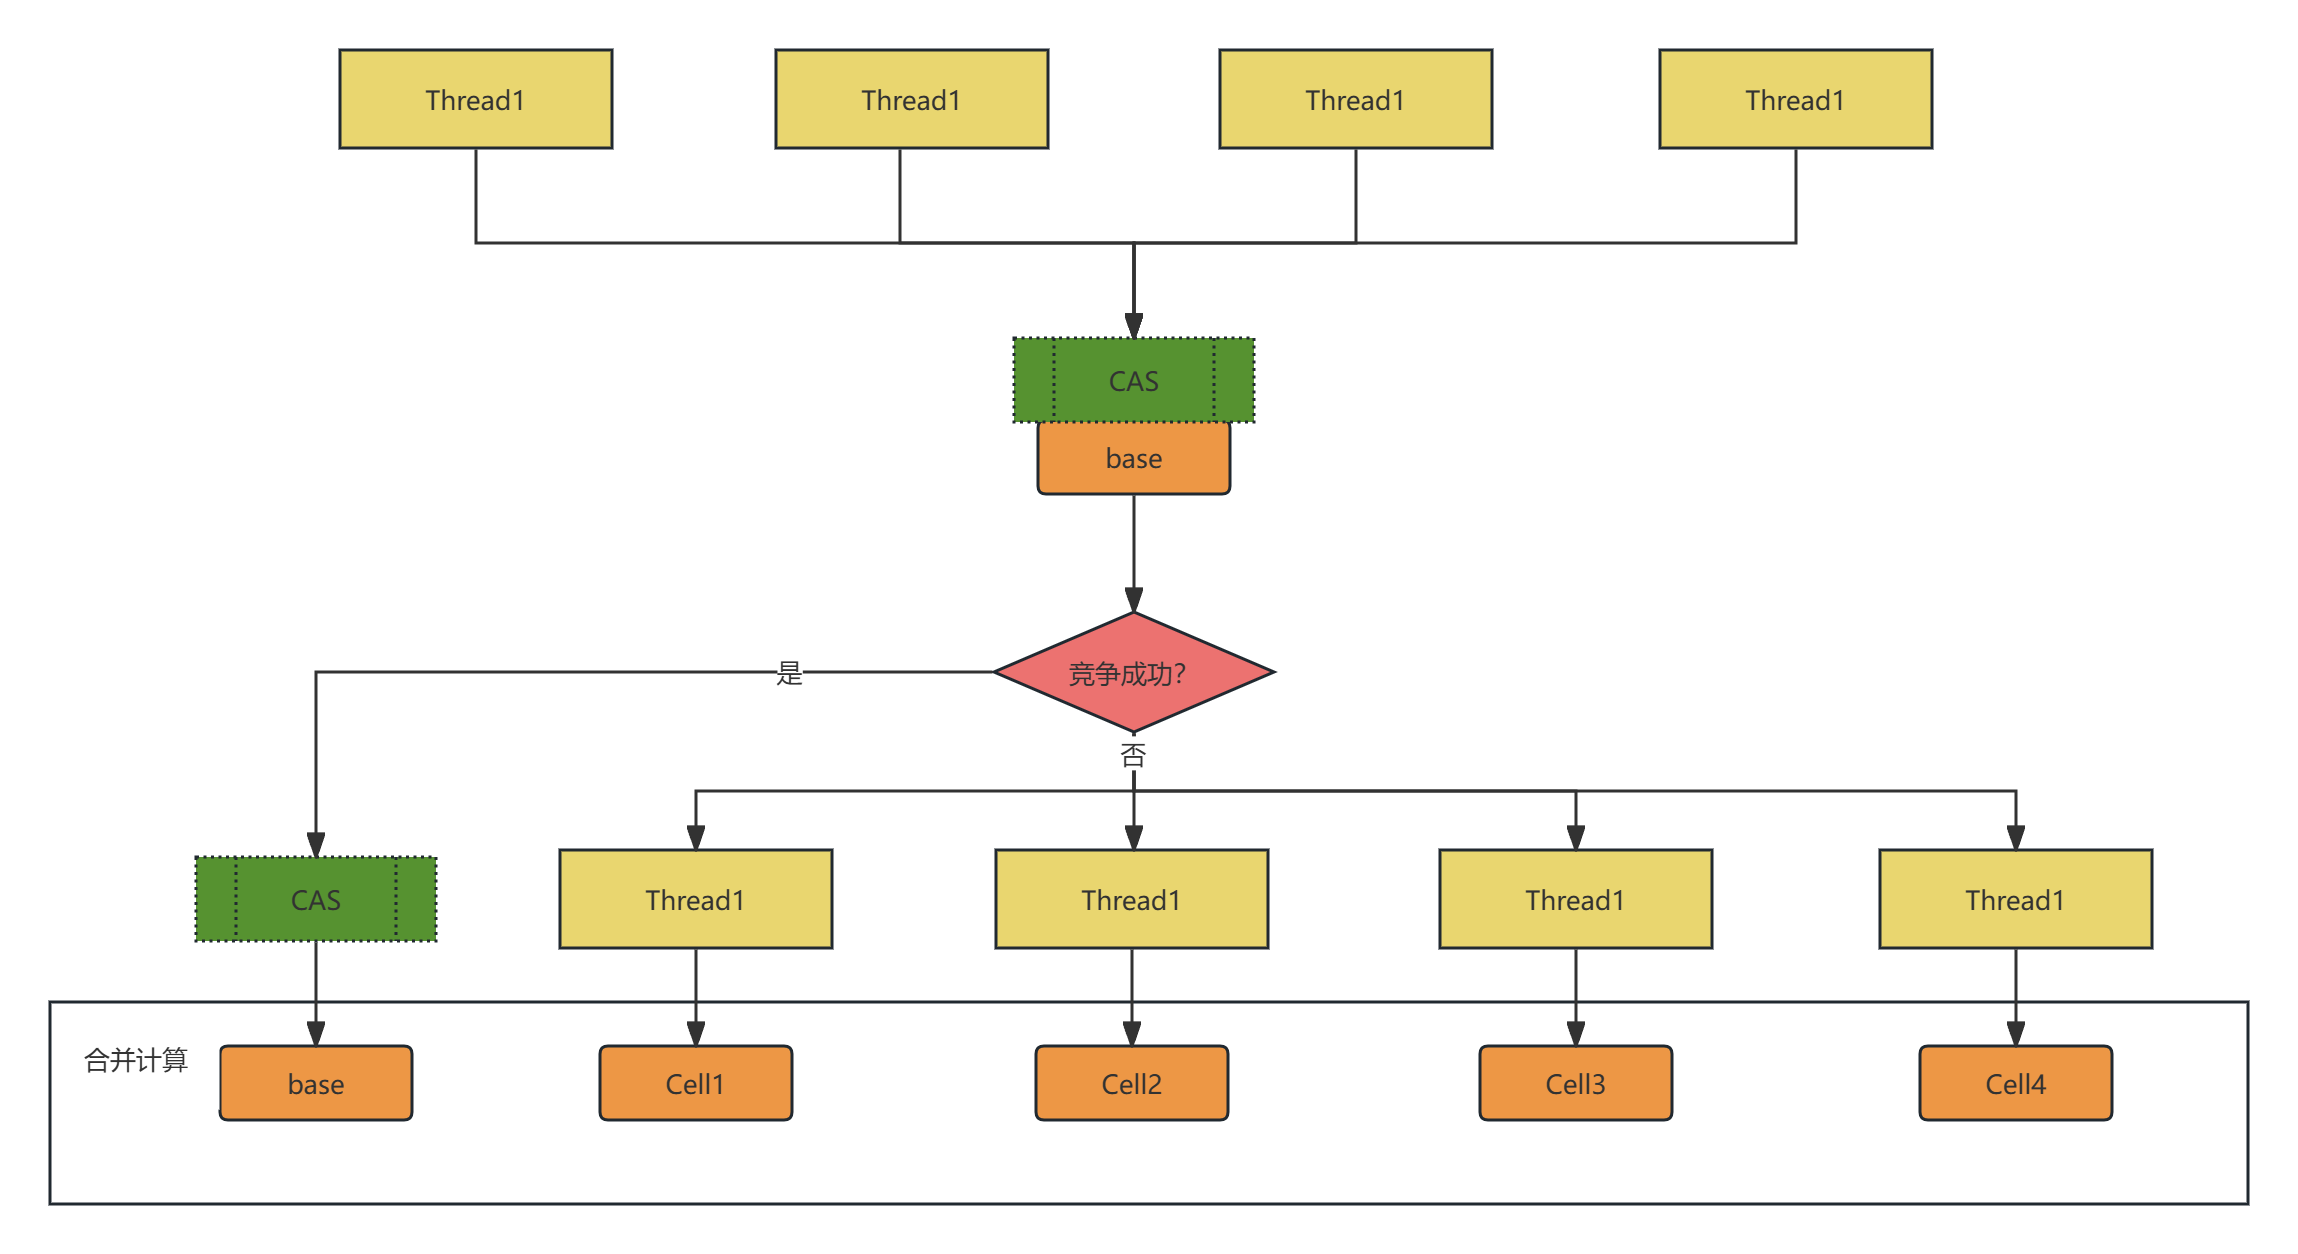 Thread1
Thread1
Thread1
Thread1
CAS
base
竞争成功？
是
否
CAS
Thread1
Thread1
Thread1
Thread1
合并计算
base
Cell1
Cell2
Cell3
Cell4